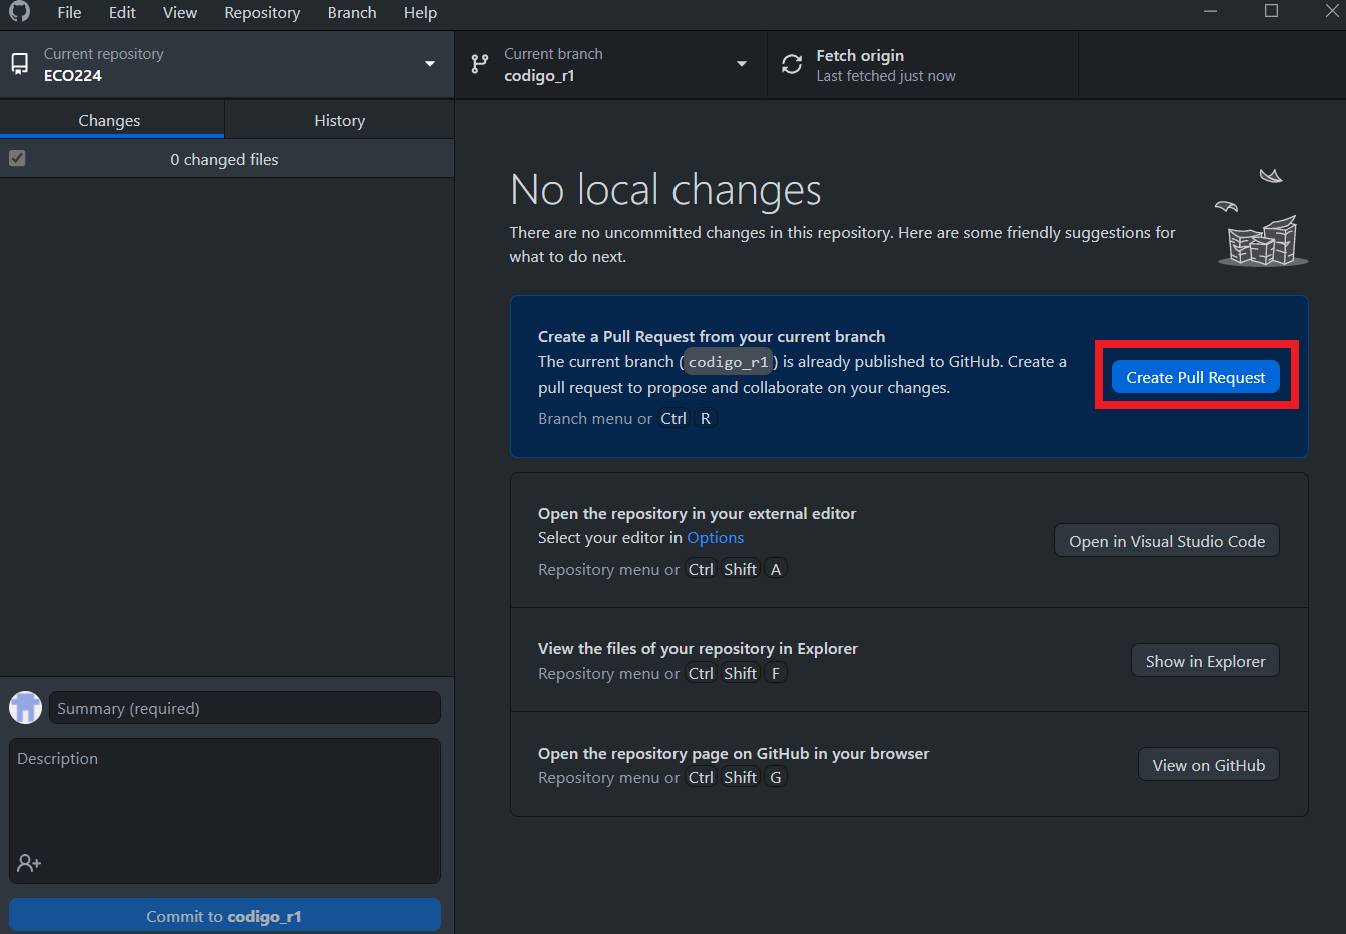 File Edit View Repository Branch Help
Current repository
ECO224
Current branch
codigo_r1
Fetch origin
Last fetched just now
Changes
History
0 changed files
No local changes
There are no uncommitted changes in this repository. Here are some friendly suggestions for
what to do next.
Create a Pull Request from your current branch
The current branch (codigo_r1) is already published to GitHub. Create a
pull request to propose and collaborate on your changes.
Branch menu or Ctrl R
Create Pull Request
Open the repository in your external editor
Select your editor in Options
Repository menu or Ctrl Shift A
Open in Visual Studio Code
View the files of your repository in Explorer
Repository menu or Ctrl Shift F
Show in Explorer
Open the repository page on GitHub in your browser
Repository menu or Ctrl Shift G
View on GitHub
Summary (required)
Description
Commit to codigo_r1